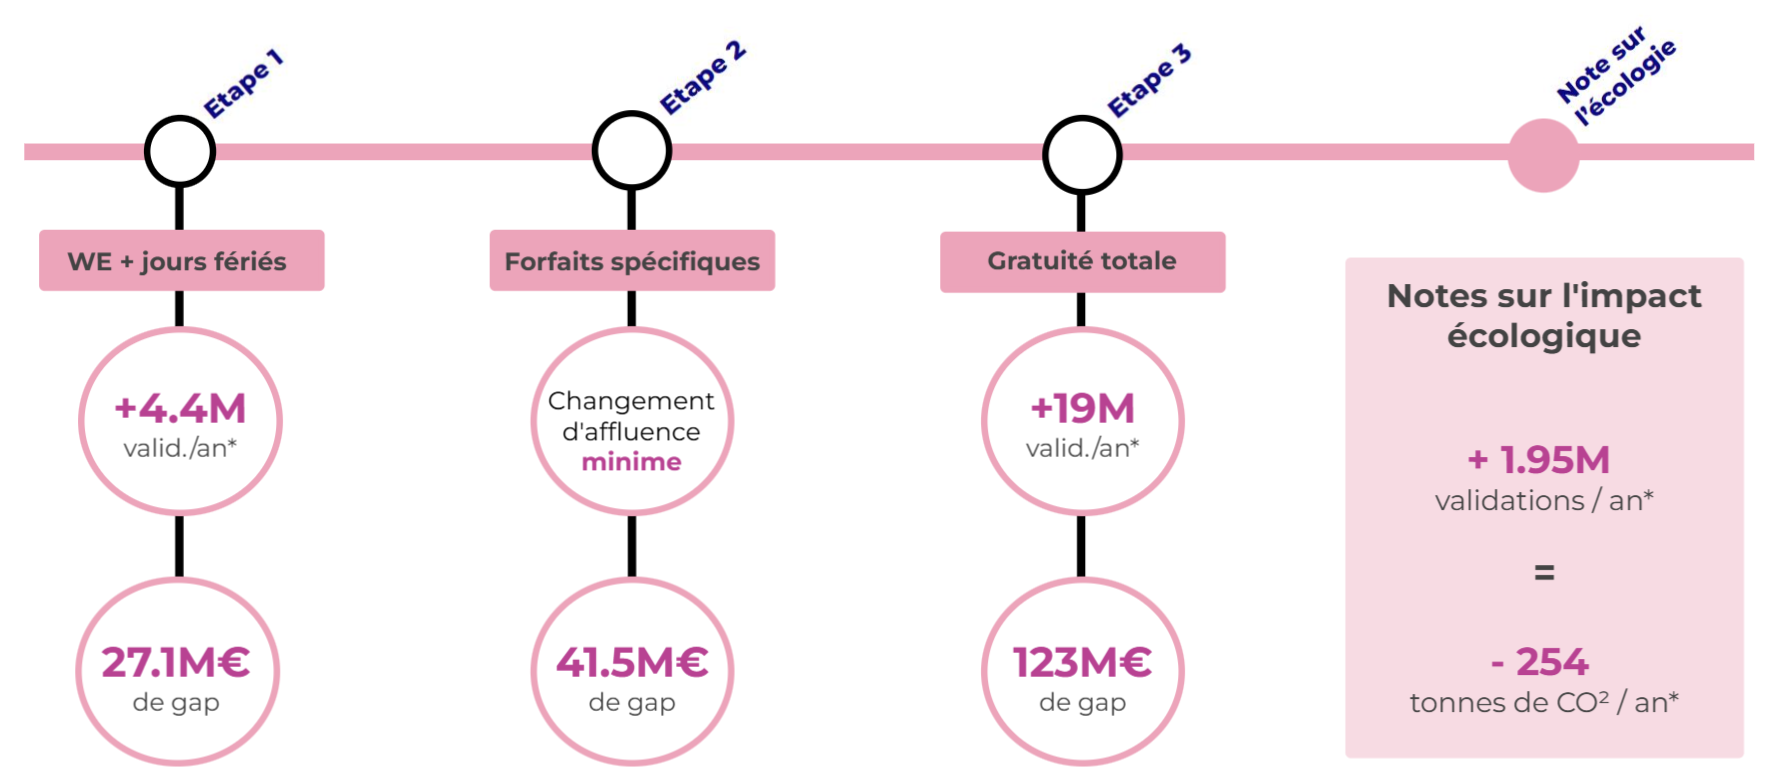 Etape 1
Etape 2
Etape 3
Note sur
l'écologie
WE + jours fériés
Forfaits spécifiques
Gratuité totale
+4.4M
valid./an*
Changement
d'affluence
minime
+19M
valid./an*
27.1M€
de gap
41.5M€
de gap
123M€
de gap
Notes sur l'impact
écologique
+ 1.95M
validations / an*
=
- 254
tonnes de CO² / an*